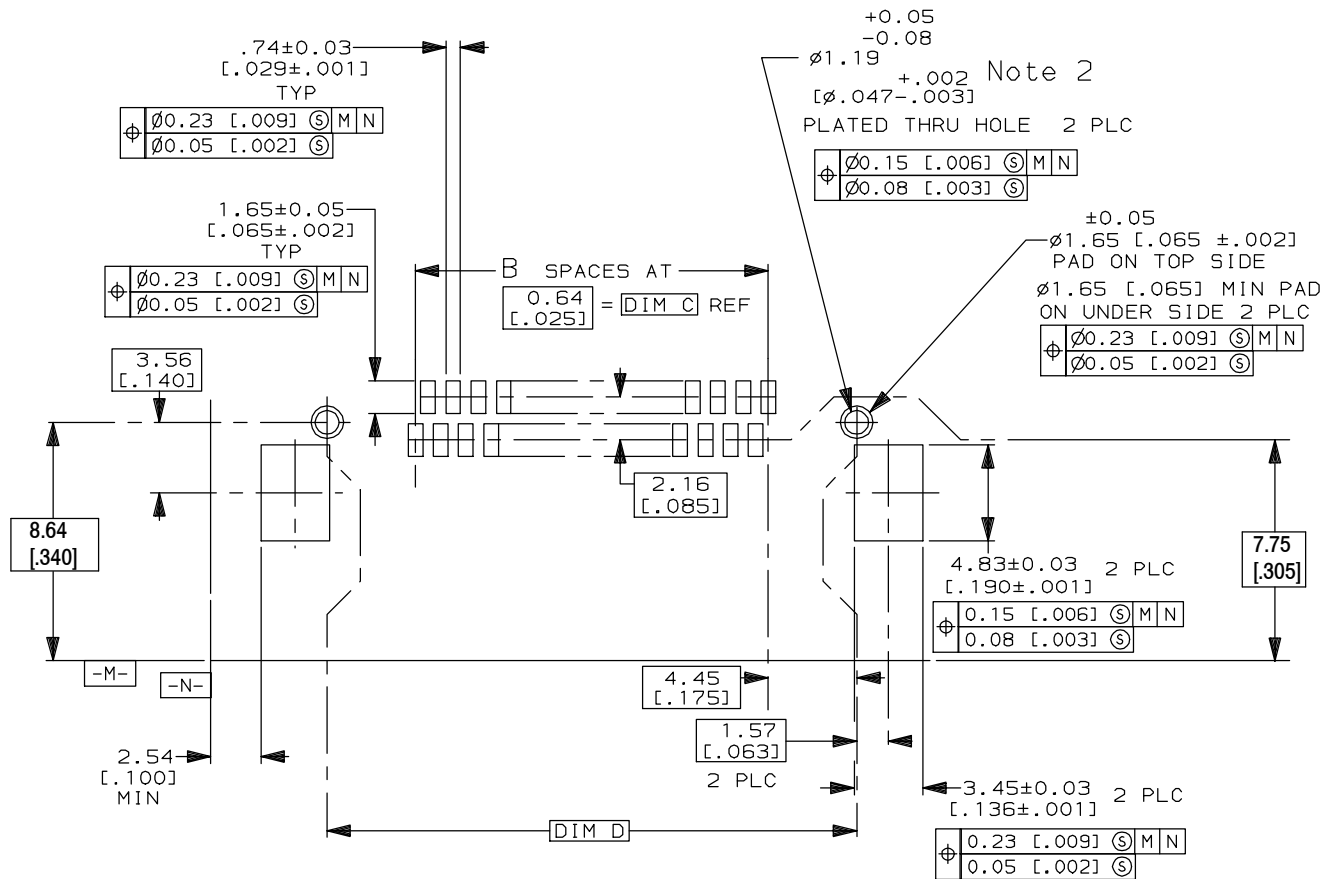 +0.05
-0.08
ø1.19
+.002 Note 2
[ø.047-.003]
PLATED THRU HOLE 2 PLC
⌖ Ø0.15 [.006] Ⓢ M N
Ø0.08 [.003] Ⓢ
.74±0.03
[.029±.001]
TYP
⌖ Ø0.23 [.009] Ⓢ M N
Ø0.05 [.002] Ⓢ
1.65±0.05
[.065±.002]
TYP
⌖ Ø0.23 [.009] Ⓢ M N
Ø0.05 [.002] Ⓢ
B SPACES AT
0.64
[.025] = DIM C REF
±0.05
ø1.65 [.065 ±.002]
PAD ON TOP SIDE
ø1.65 [.065] MIN PAD
ON UNDER SIDE 2 PLC
⌖ Ø0.23 [.009] Ⓢ M N
Ø0.05 [.002] Ⓢ
3.56
[.140]
2.16
[.085]
8.64
[.340]
7.75
[.305]
4.83±0.03 2 PLC
[.190±.001]
⌖ 0.15 [.006] Ⓢ M N
0.08 [.003] Ⓢ
-M-
-N-
4.45
[.175]
1.57
[.063]
2 PLC
2.54
[.100]
MIN
3.45±0.03 2 PLC
[.136±.001]
⌖ 0.23 [.009] Ⓢ M N
0.05 [.002] Ⓢ
DIM D